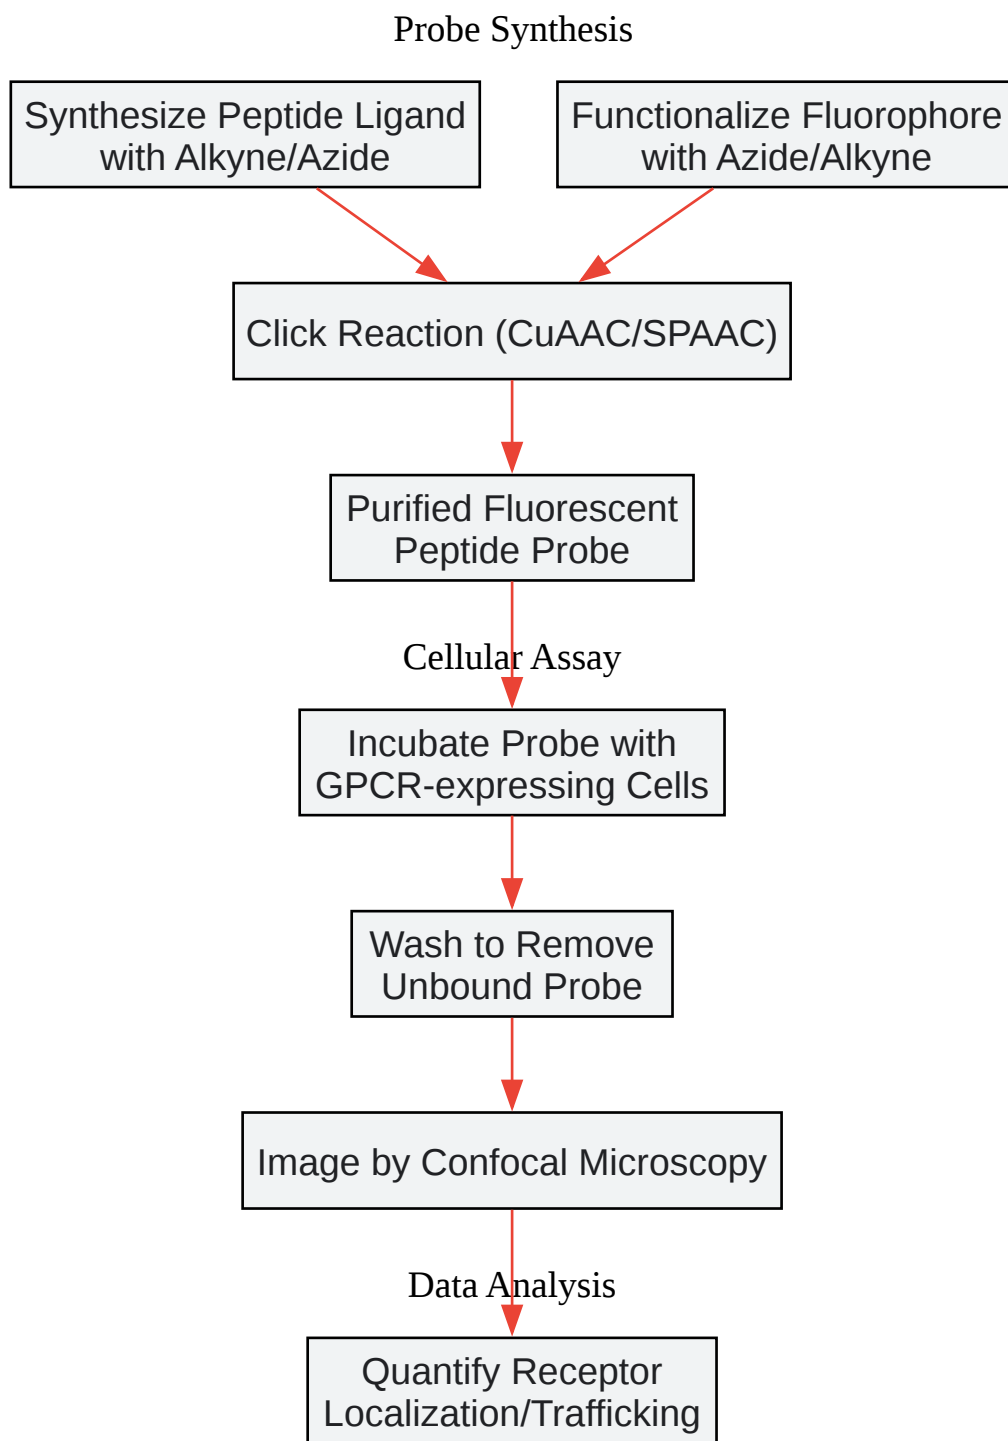 Probe Synthesis
Synthesize Peptide Ligand
with Alkyne/Azide
Functionalize Fluorophore
with Azide/Alkyne
Click Reaction (CuAAC/SPAAC)
Purified Fluorescent
Peptide Probe
Cellular Assay
Incubate Probe with
GPCR-expressing Cells
Wash to Remove
Unbound Probe
Image by Confocal Microscopy
Data Analysis
Quantify Receptor
Localization/Trafficking